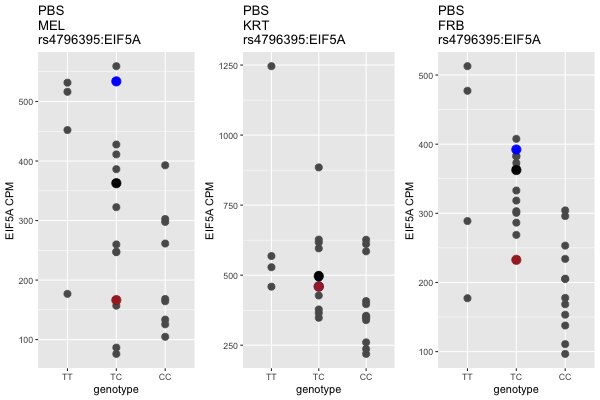 PBS
MEL
rs4796395:EIF5A
EIF5A CPM
500
400
300
200
100
TT TC CC
genotype
PBS
KRT
rs4796395:EIF5A
EIF5A CPM
1250
1000
750
500
250
TT TC CC
genotype
PBS
FRB
rs4796395:EIF5A
EIF5A CPM
500
400
300
200
100
TT TC CC
genotype